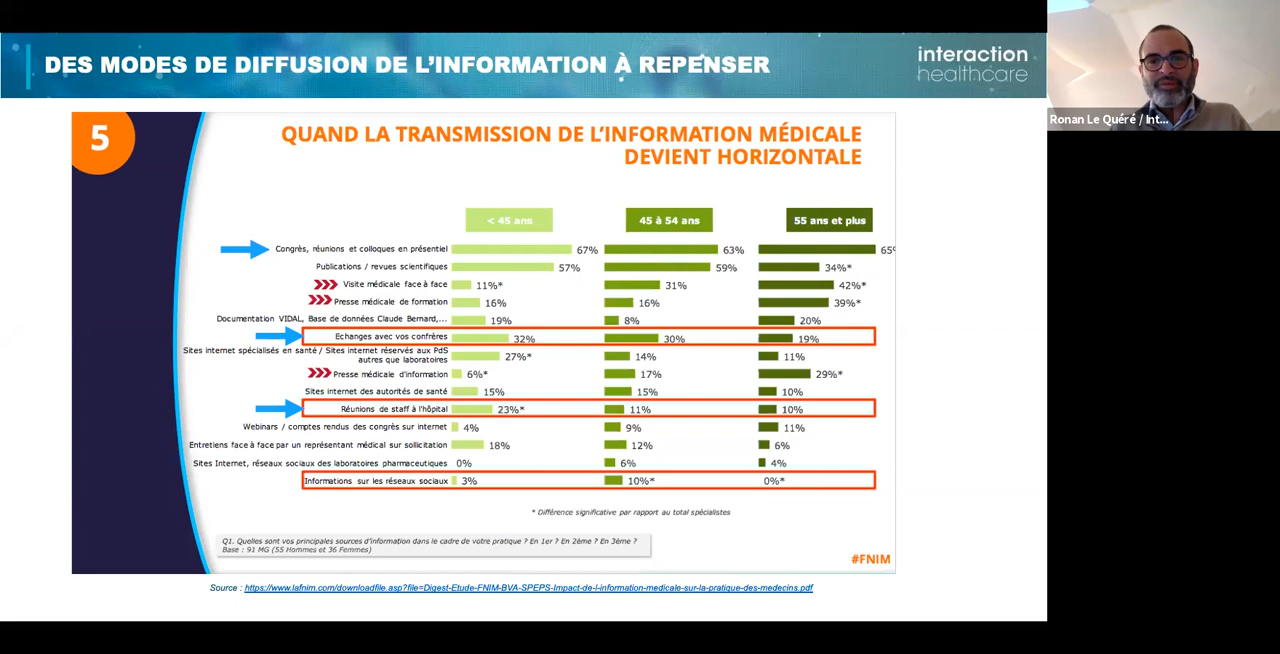 DES MODES DE DIFFUSION DE L'INFORMATION À REPENSER
interaction
healthcare
Ronan Le Quéré / Int...
5
QUAND LA TRANSMISSION DE L'INFORMATION MÉDICALE
DEVIENT HORIZONTALE
< 45 ans 45 à 54 ans 55 ans et plus
Congrès, réunions et colloques en présentiel 67% 63% 65%
Publications / revues scientifiques 57% 59% 34%*
Visite médicale face à face 11%* 31% 42%*
Presse médicale de formation 16% 16% 39%*
Documentation VIDAL, Base de données Claude Bernard,... 19% 8% 20%
Echanges avec vos confrères 32% 30% 19%
Sites internet spécialisés en santé / Sites internet réservés aux PdS
autres que laboratoires 27%* 14% 11%
Presse médicale d'information 6%* 17% 29%*
Sites internet des autorités de santé 15% 15% 10%
Réunions de staff à l'hôpital 23%* 11% 10%
Webinars / comptes rendus des congrès sur internet 4% 9% 11%
Entretiens face à face par un représentant médical sur sollicitation 18% 12% 6%
Sites Internet, réseaux sociaux des laboratoires pharmaceutiques 0% 6% 4%
Informations sur les réseaux sociaux 3% 10%* 0%*
* Différence significative par rapport au total spécialistes
Q1. Quelles sont vos principales sources d'information dans le cadre de votre pratique ? En 1er ? En 2ème ? En 3ème ?
Base : 91 MG (55 Hommes et 36 Femmes)
#FNIM
Source : https://www.lafnim.com/downloadfile.asp?file=Digest-Etude-FNIM-BVA-SPEPS-Impact-de-l-information-medicale-sur-la-pratique-des-medecins.pdf